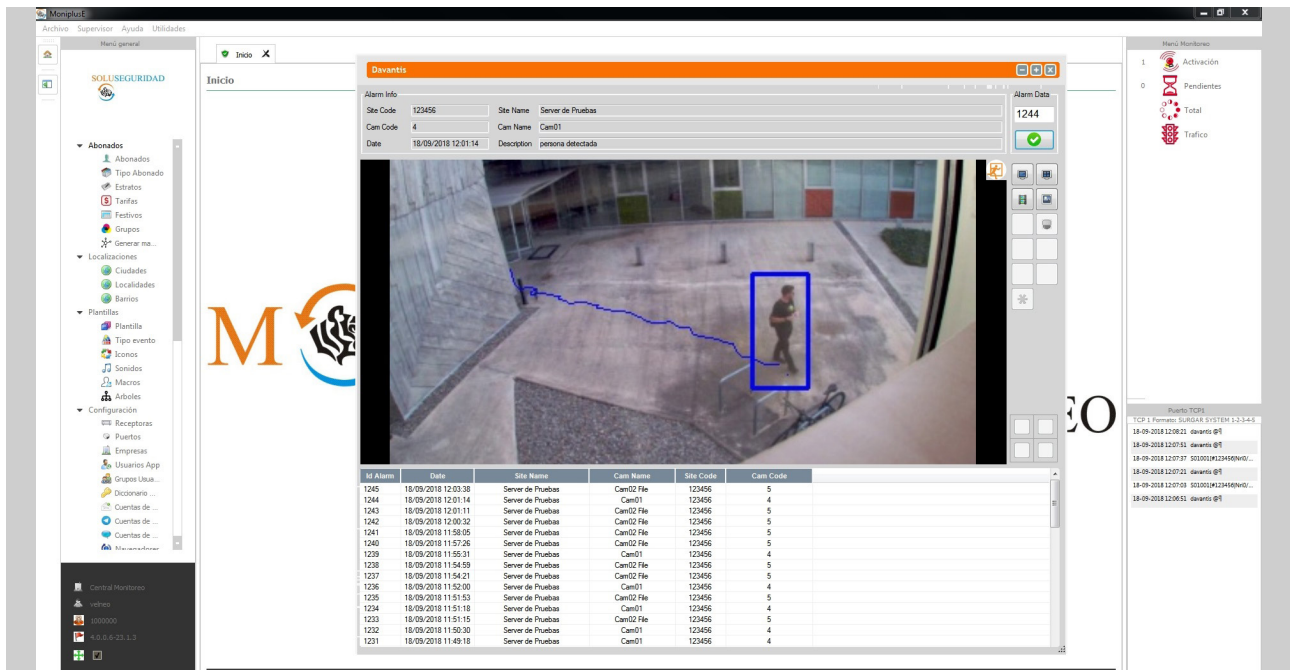 MoniplusE
Archivo Supervisor Ayuda Utilidades
Menú general
SOLUSEGURIDAD
Abonados
Abonados
Tipo Abonado
Estratos
Tarifas
Festivos
Grupos
Generar ma...
Localizaciones
Ciudades
Localidades
Barrios
Plantillas
Plantilla
Tipo evento
Iconos
Sonidos
Macros
Arboles
Configuración
Receptoras
Puertos
Empresas
Usuarios App
Grupos Usua...
Diccionario ...
Cuentas de ...
Cuentas de ...
Cuentas de ...
Navegadores
Central Monitoreo
velneo
1000000
4.0.0.6-23.1.3
Inicio
Inicio
M
EO
Davantis
Alarm Info
Site Code 123456 Site Name Server de Pruebas
Cam Code 4 Cam Name Cam01
Date 18/09/2018 12:01:14 Description persona detectada
Alarm Data
1244
Id Alarm Date Site Name Cam Name Site Code Cam Code
1245 18/09/2018 12:03:38 Server de Pruebas Cam02 File 123456 5
1244 18/09/2018 12:01:14 Server de Pruebas Cam01 123456 4
1243 18/09/2018 12:01:11 Server de Pruebas Cam02 File 123456 5
1242 18/09/2018 12:00:32 Server de Pruebas Cam02 File 123456 5
1241 18/09/2018 11:58:05 Server de Pruebas Cam02 File 123456 5
1240 18/09/2018 11:57:26 Server de Pruebas Cam02 File 123456 5
1239 18/09/2018 11:55:31 Server de Pruebas Cam01 123456 4
1238 18/09/2018 11:54:59 Server de Pruebas Cam02 File 123456 5
1237 18/09/2018 11:54:21 Server de Pruebas Cam02 File 123456 5
1236 18/09/2018 11:52:00 Server de Pruebas Cam01 123456 4
1235 18/09/2018 11:51:53 Server de Pruebas Cam02 File 123456 5
1234 18/09/2018 11:51:18 Server de Pruebas Cam01 123456 4
1233 18/09/2018 11:51:15 Server de Pruebas Cam02 File 123456 5
1232 18/09/2018 11:50:30 Server de Pruebas Cam01 123456 4
1231 18/09/2018 11:49:18 Server de Pruebas Cam01 123456 4
Menú Monitoreo
1 Activación
0 Pendientes
Total
Trafico
Puerto TCP1
TCP 1 Formato: SURGAR SYSTEM 1-2-3-4-5
18-09-2018 12:08:21 davantis @¶
18-09-2018 12:07:51 davantis @¶
18-09-2018 12:07:37 S01001[#123456|Nri0/...
18-09-2018 12:07:21 davantis @¶
18-09-2018 12:07:03 S01001[#123456|Nri0/...
18-09-2018 12:06:51 davantis @¶